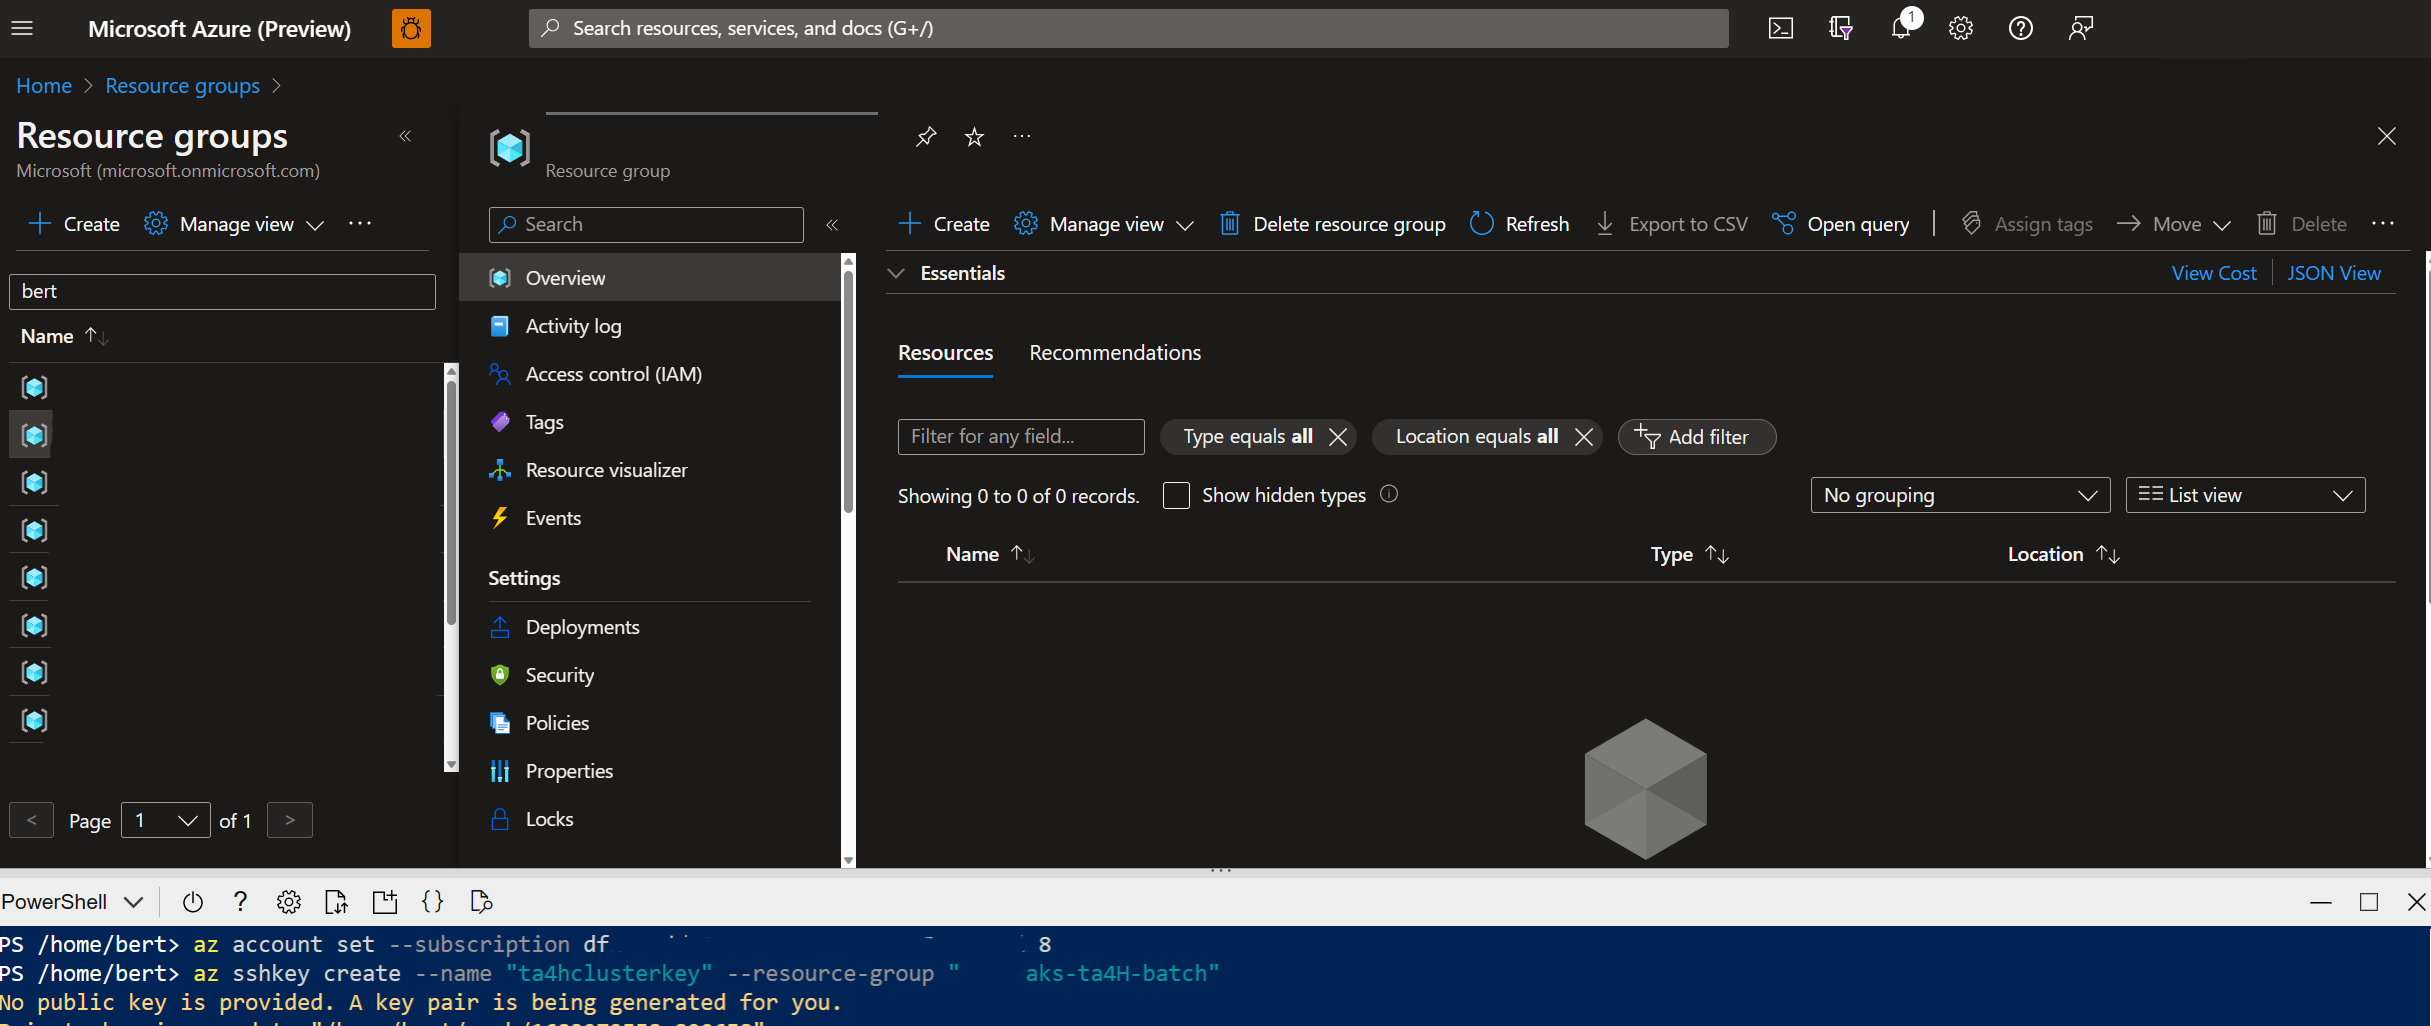 Microsoft Azure (Preview)
Search resources, services, and docs (G+/)
1
Home > Resource groups >
Resource groups
Microsoft (microsoft.onmicrosoft.com)
Create
Manage view
bert
Name
Page 1 of 1
Resource group
Search
Overview
Activity log
Access control (IAM)
Tags
Resource visualizer
Events
Settings
Deployments
Security
Policies
Properties
Locks
Create
Manage view
Delete resource group
Refresh
Export to CSV
Open query
Assign tags
Move
Delete
Essentials
View Cost
JSON View
Resources
Recommendations
Filter for any field...
Type equals all
Location equals all
Add filter
Showing 0 to 0 of 0 records.
Show hidden types
No grouping
List view
Name
Type
Location
PowerShell
PS /home/bert> az account set --subscription df 8
PS /home/bert> az sshkey create --name "ta4hclusterkey" --resource-group " aks-ta4H-batch"
No public key is provided. A key pair is being generated for you.